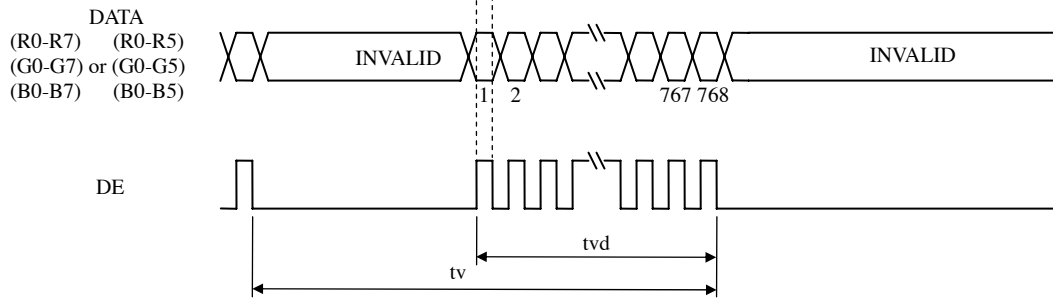 DATA
(R0-R7) (R0-R5)
(G0-G7) or (G0-G5)
(B0-B7) (B0-B5)
INVALID
INVALID
1 2 767 768
DE
tvd
tv